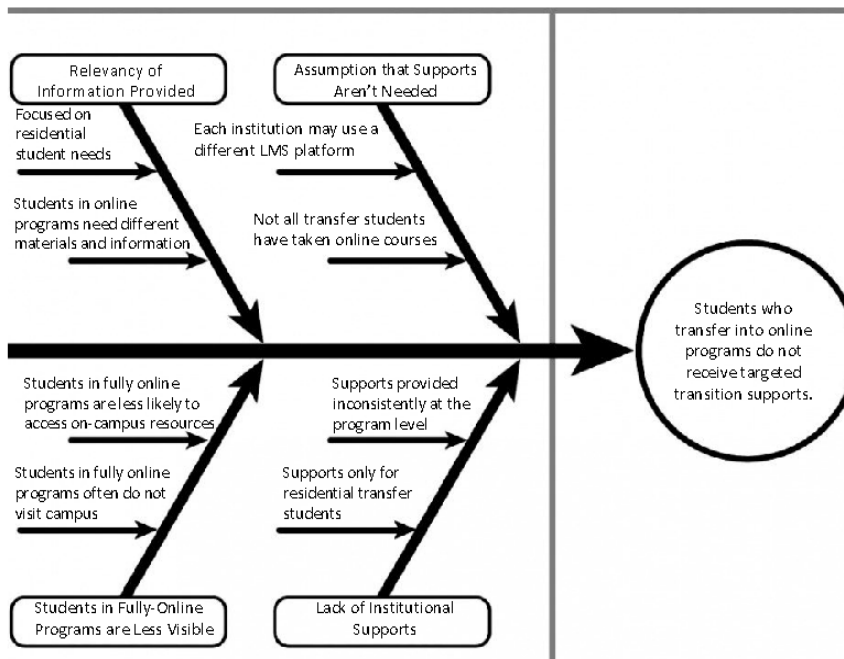 Relevancy of
Information Provided
Assumption that Supports
Aren't Needed
Focused on
residential
student needs
Each institution may use a
different LMS platform
Students in online
programs need different
materials and information
Not all transfer students
have taken online courses
Students who
transfer into online
programs do not
receive targeted
transition supports.
Students in fully online
programs are less likely to
access on-campus resources
Supports provided
inconsistently at the
program level
Students in fully online
programs often do not
visit campus
Supports only for
residential transfer
students
Students in Fully-Online
Programs are Less Visible
Lack of Institutional
Supports